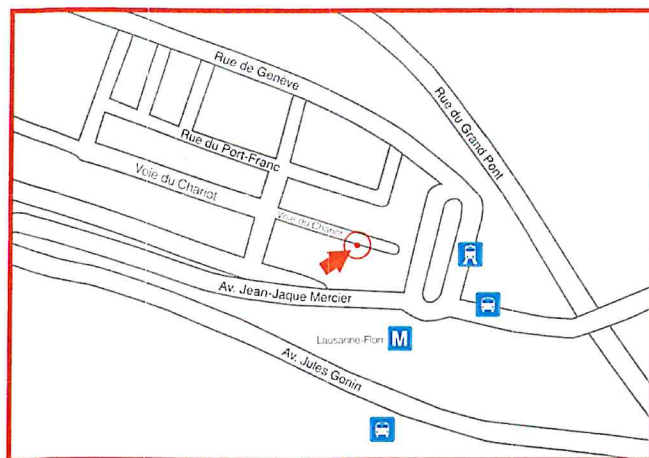 Rue de Genève
Rue du Grand Pont
Rue du Port-Franc
Voie du Chariot
Voie du Chariot
Av. Jean-Jaque Mercier
Lausanne-Flon M
Av. Jules Gonin